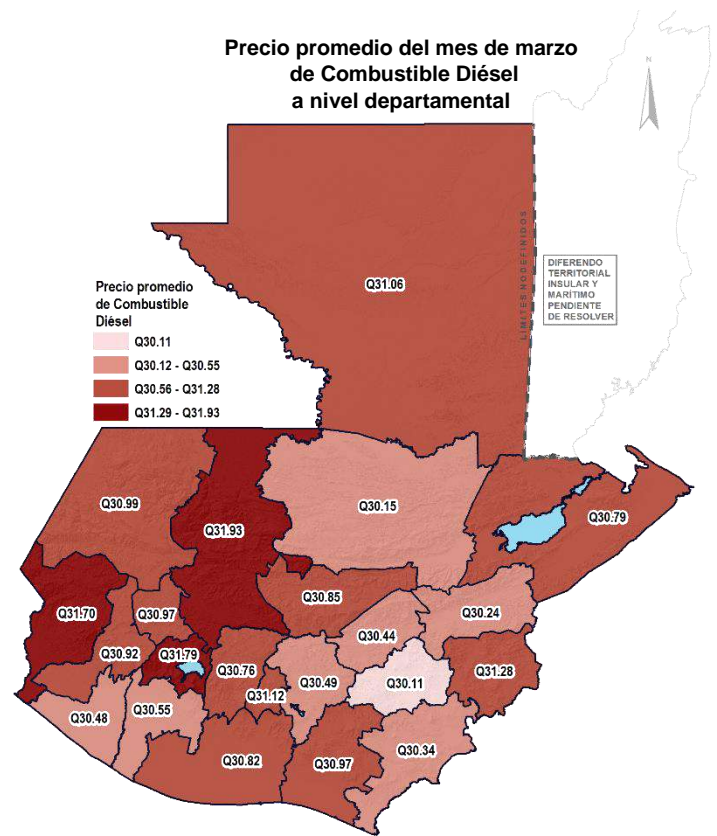 Precio promedio del mes de marzo
de Combustible Diésel
a nivel departamental
N
LIMITES NO DEFINIDOS
DIFERENDO
TERRITORIAL
INSULAR Y
MARÍTIMO
PENDIENTE
DE RESOLVER
Q31.06
Precio promedio
de Combustible
Diésel
Q30.11
Q30.12 - Q30.55
Q30.56 - Q31.28
Q31.29 - Q31.93
Q30.99
Q31.93
Q30.15
Q30.79
Q31.70
Q30.97
Q30.85
Q30.24
Q30.92
Q31.79
Q30.76
Q30.44
Q31.28
Q31.12
Q30.49
Q30.11
Q30.48
Q30.55
Q30.82
Q30.97
Q30.34